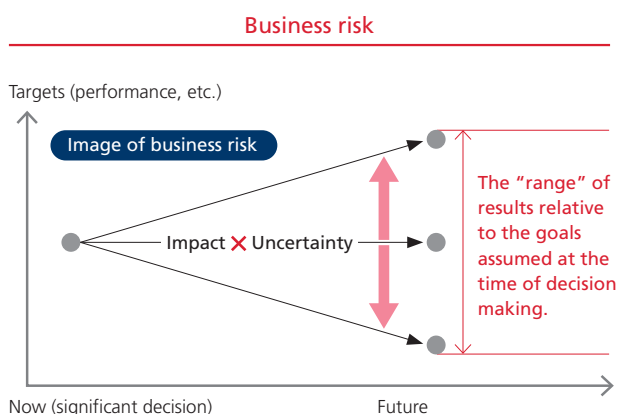 Business risk
Targets (performance, etc.)
Image of business risk
Impact × Uncertainty
The “range” of
results relative
to the goals
assumed at the
time of decision
making.
Now (significant decision)
Future